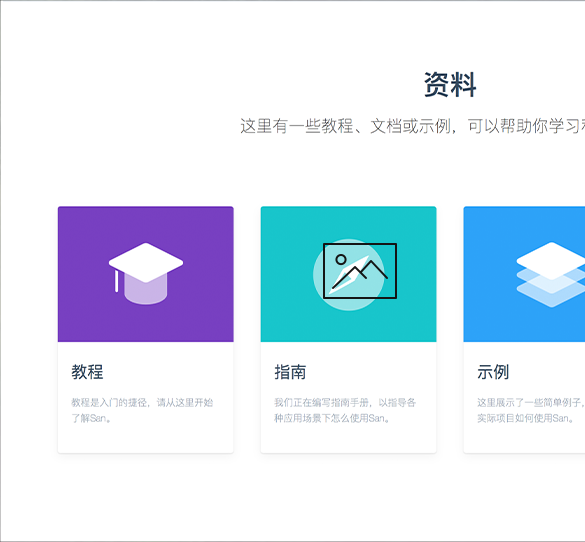 资料
这里有一些教程、文档或示例，可以帮助你学习
教程
教程是入门的捷径，请从这里开始
了解San。
指南
我们正在编写指南手册，以指导各
种应用场景下怎么使用San。
示例
这里展示了一些简单例子，
实际项目如何使用San。